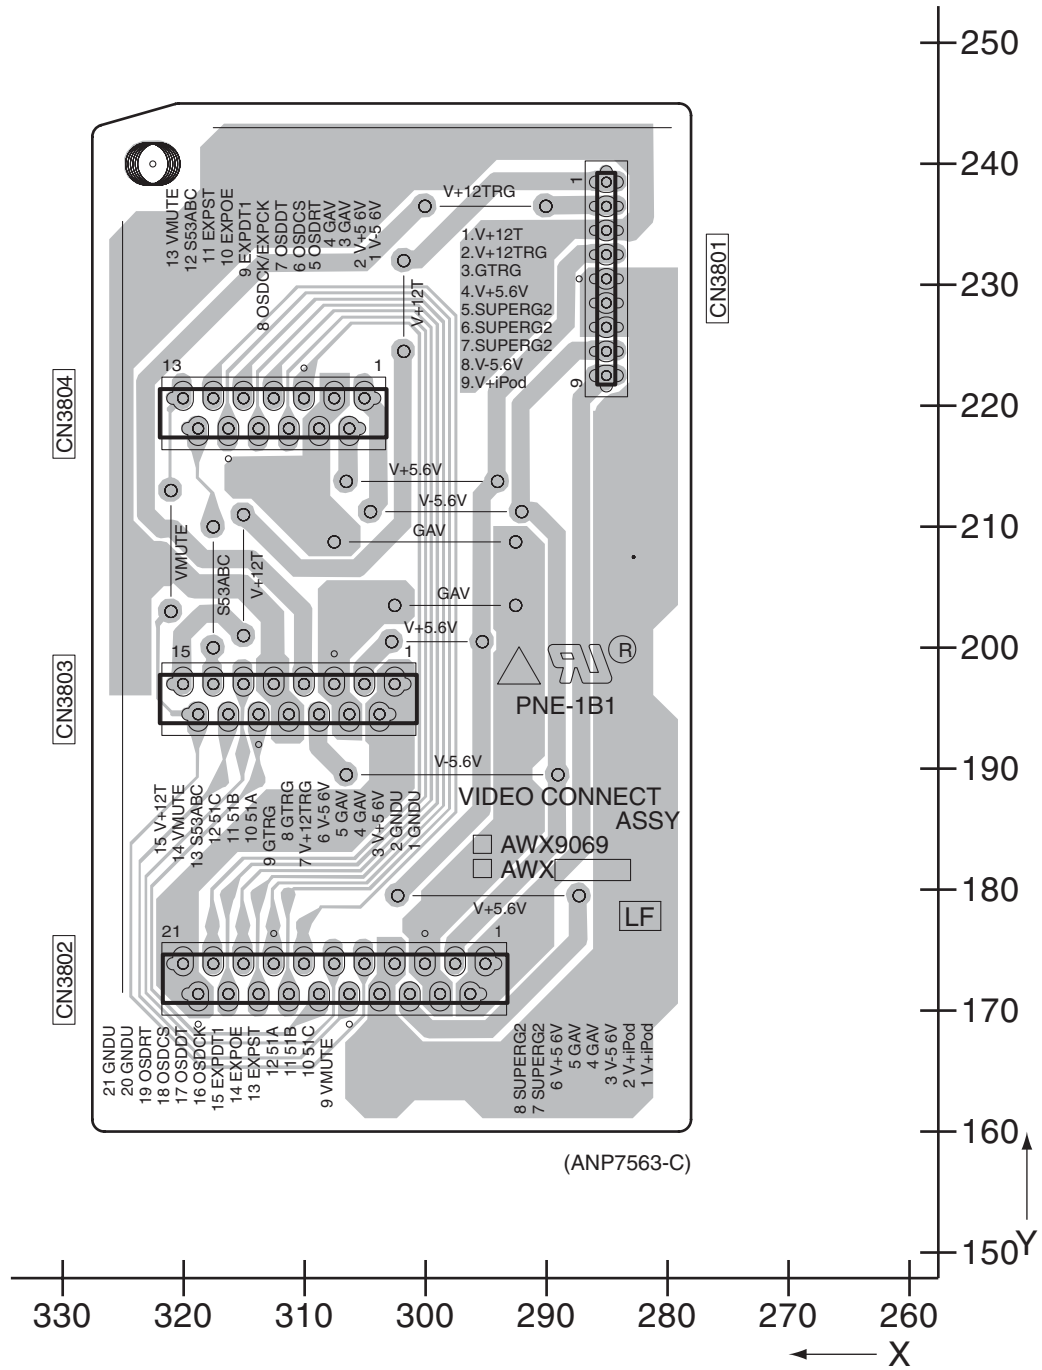 250
240
230
220
210
200
190
180
170
160
150
Y
330
320
310
300
290
280
270
260
X
CN3801
CN3804
CN3803
CN3802
13 VMUTE
12 S53ABC
11 EXPST
10 EXPOE
9 EXPDT1
8 OSDCK/EXPCK
7 OSDDT
6 OSDCS
5 OSDRT
4 GAV
3 GAV
2 V+5 6V
1 V-5 6V
V+12TRG
V+12T
1
9
1.V+12T
2.V+12TRG
3.GTRG
4.V+5.6V
5.SUPERG2
6.SUPERG2
7.SUPERG2
8.V-5.6V
9.V+iPod
13
1
V+5.6V
V-5.6V
GAV
VMUTE
S53ABC
V+12T
GAV
V+5.6V
15
1
R
PNE-1B1
V-5.6V
VIDEO CONNECT
ASSY
AWX9069
AWX
15 V+12T
14 VMUTE
13 S53ABC
12 51C
11 51B
10 51A
9 GTRG
8 GTRG
7 V+12TRG
6 V-5 6V
5 GAV
4 GAV
3 V+5 6V
2 GNDU
1 GNDU
V+5.6V
LF
21
1
21 GNDU
20 GNDU
19 OSDRT
18 OSDCS
17 OSDDT
16 OSDCK
15 EXPDT1
14 EXPOE
13 EXPST
12 51A
11 51B
10 51C
9 VMUTE
8 SUPERG2
7 SUPERG2
6 V+5 6V
5 GAV
4 GAV
3 V-5 6V
2 V+iPod
1 V+iPod
(ANP7563-C)